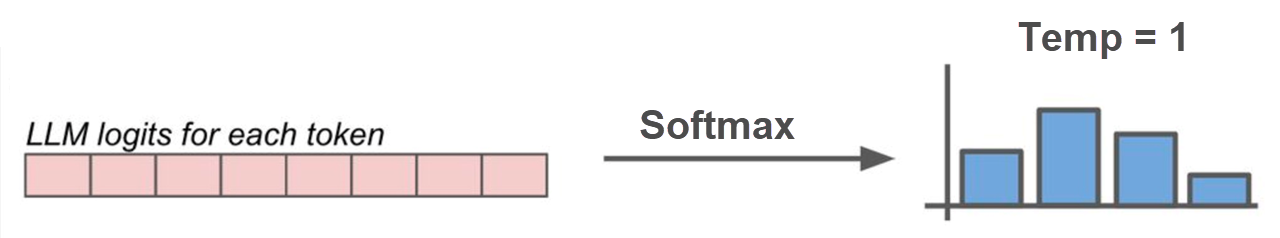 Temp = 1
LLM logits for each token
Softmax